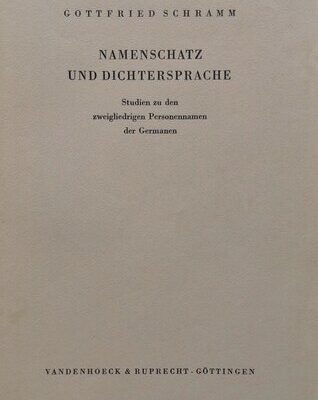 GOTTFRIED SCHRAMM
NAMENSCHATZ
UND DICHTERSPRACHE
Studien zu den
zweigliedrigen Personennamen
der Germanen
VANDENHOECK & RUPRECHT · GÖTTINGEN